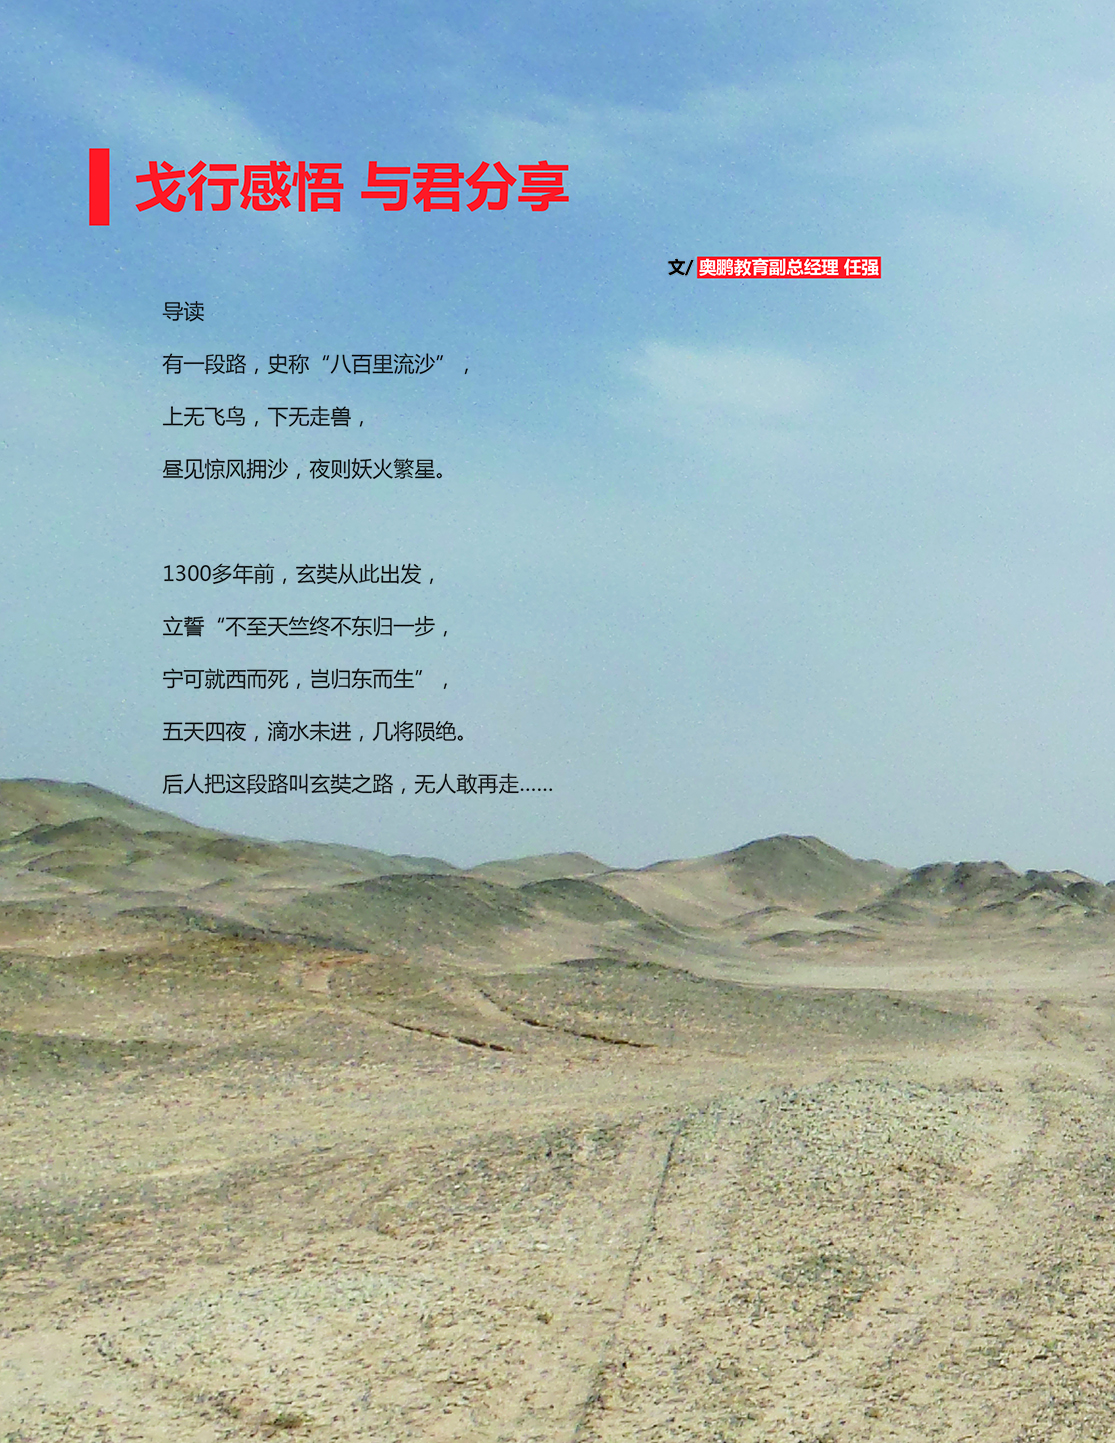 戈行感悟 与君分享
文/ 奥鹏教育副总经理 任强
导读
有一段路，史称“八百里流沙”，
上无飞鸟，下无走兽，
昼见惊风拥沙，夜则妖火繁星。
1300多年前，玄奘从此出发，
立誓“不至天竺终不东归一步，
宁可就西而死，岂归东而生”，
五天四夜，滴水未进，几将陨绝。
后人把这段路叫玄奘之路，无人敢再走……